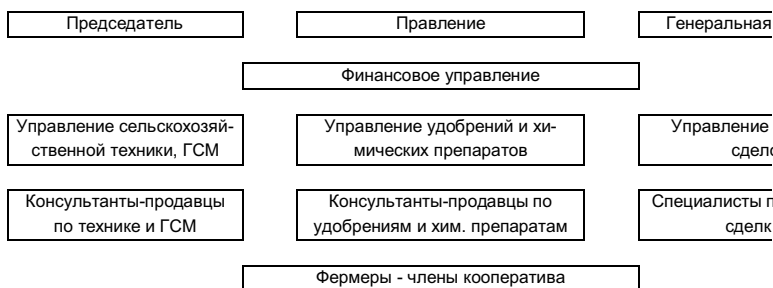 Председатель
Правление
Генеральная
Финансовое управление
Управление сельскохозяй-
ственной техники, ГСМ
Управление удобрений и хи-
мических препаратов
Управление
Консультанты-продавцы
по технике и ГСМ
Консультанты-продавцы по
удобрениям и хим. препаратам
Специалисты
Фермеры - члены кооператива